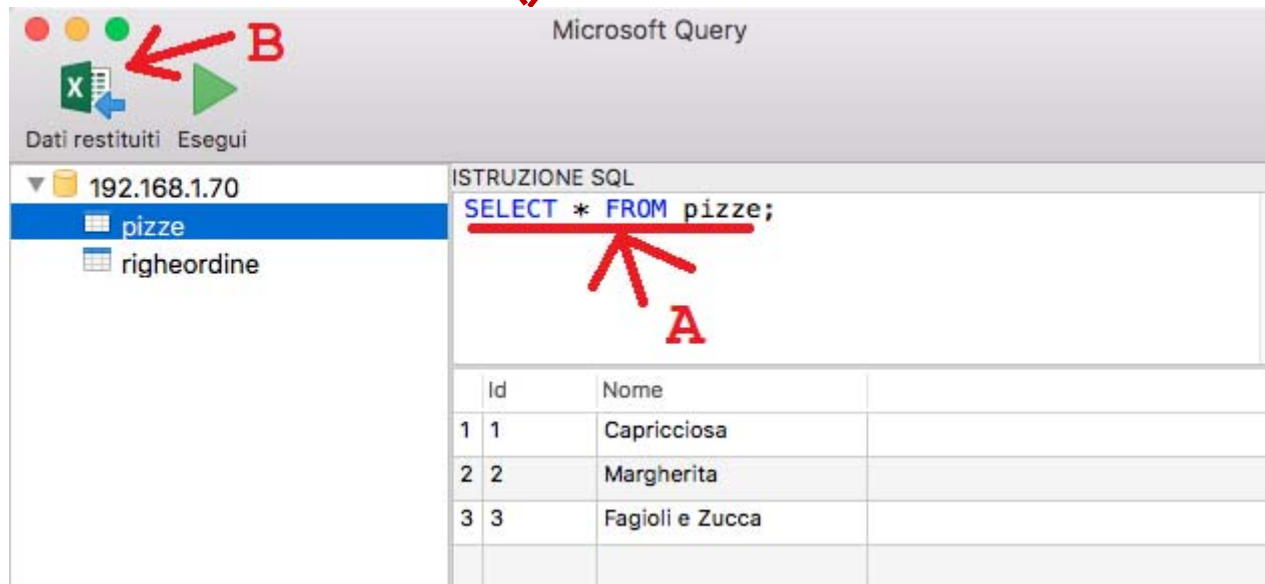 Microsoft Query
B
Dati restituiti Esegui
192.168.1.70
pizze
righeordine
ISTRUZIONE SQL
SELECT * FROM pizze;
A
Id Nome
1 1 Capricciosa
2 2 Margherita
3 3 Fagioli e Zucca